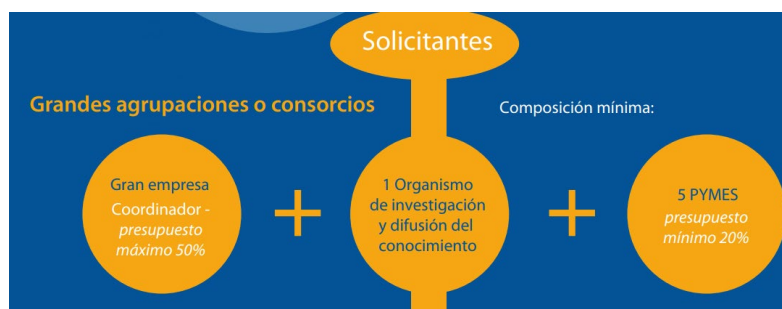 Solicitantes
Grandes agrupaciones o consorcios
Composición mínima:
Gran empresa
Coordinador -
presupuesto
máximo 50%
+
1 Organismo
de investigación
y difusión del
conocimiento
+
5 PYMES
presupuesto
mínimo 20%